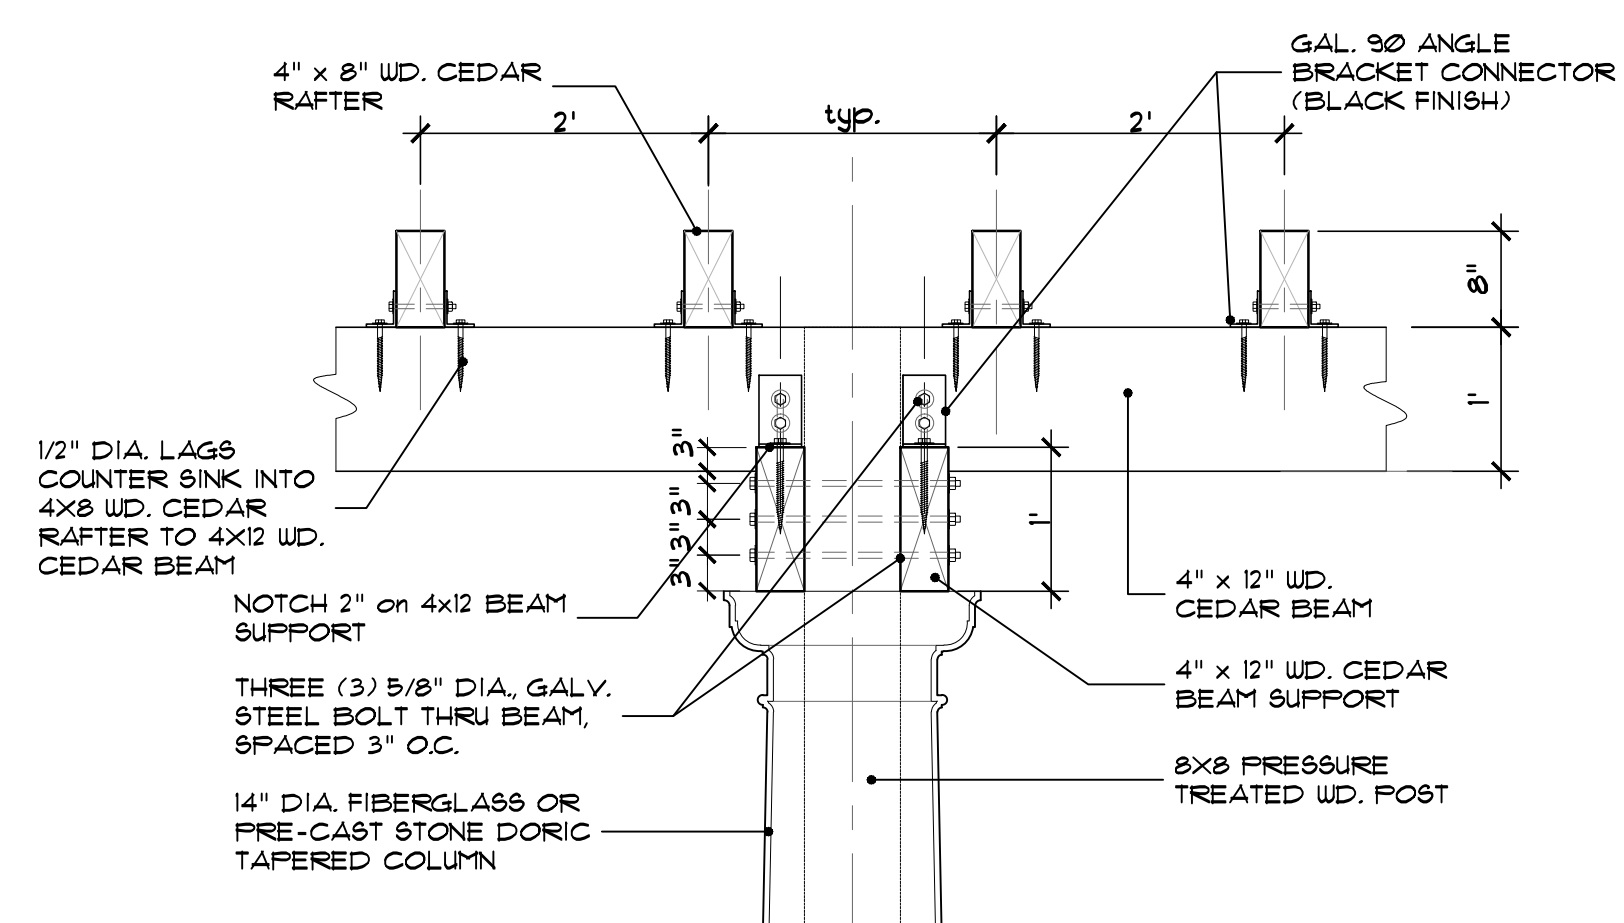 GAL. 90 ANGLE
BRACKET CONNECTOR
(BLACK FINISH)
4" x 8" WD. CEDAR
RAFTER
2'
typ.
2'
8"
1'
1/2" DIA. LAGS
COUNTER SINK INTO
4X8 WD. CEDAR
RAFTER TO 4X12 WD.
CEDAR BEAM
3"
3"
3"
3"
1'
NOTCH 2" on 4x12 BEAM
SUPPORT
4" x 12" WD.
CEDAR BEAM
THREE (3) 5/8" DIA., GALV.
STEEL BOLT THRU BEAM,
SPACED 3" O.C.
4" x 12" WD. CEDAR
BEAM SUPPORT
14" DIA. FIBERGLASS OR
PRE-CAST STONE DORIC
TAPERED COLUMN
8X8 PRESSURE
TREATED WD. POST